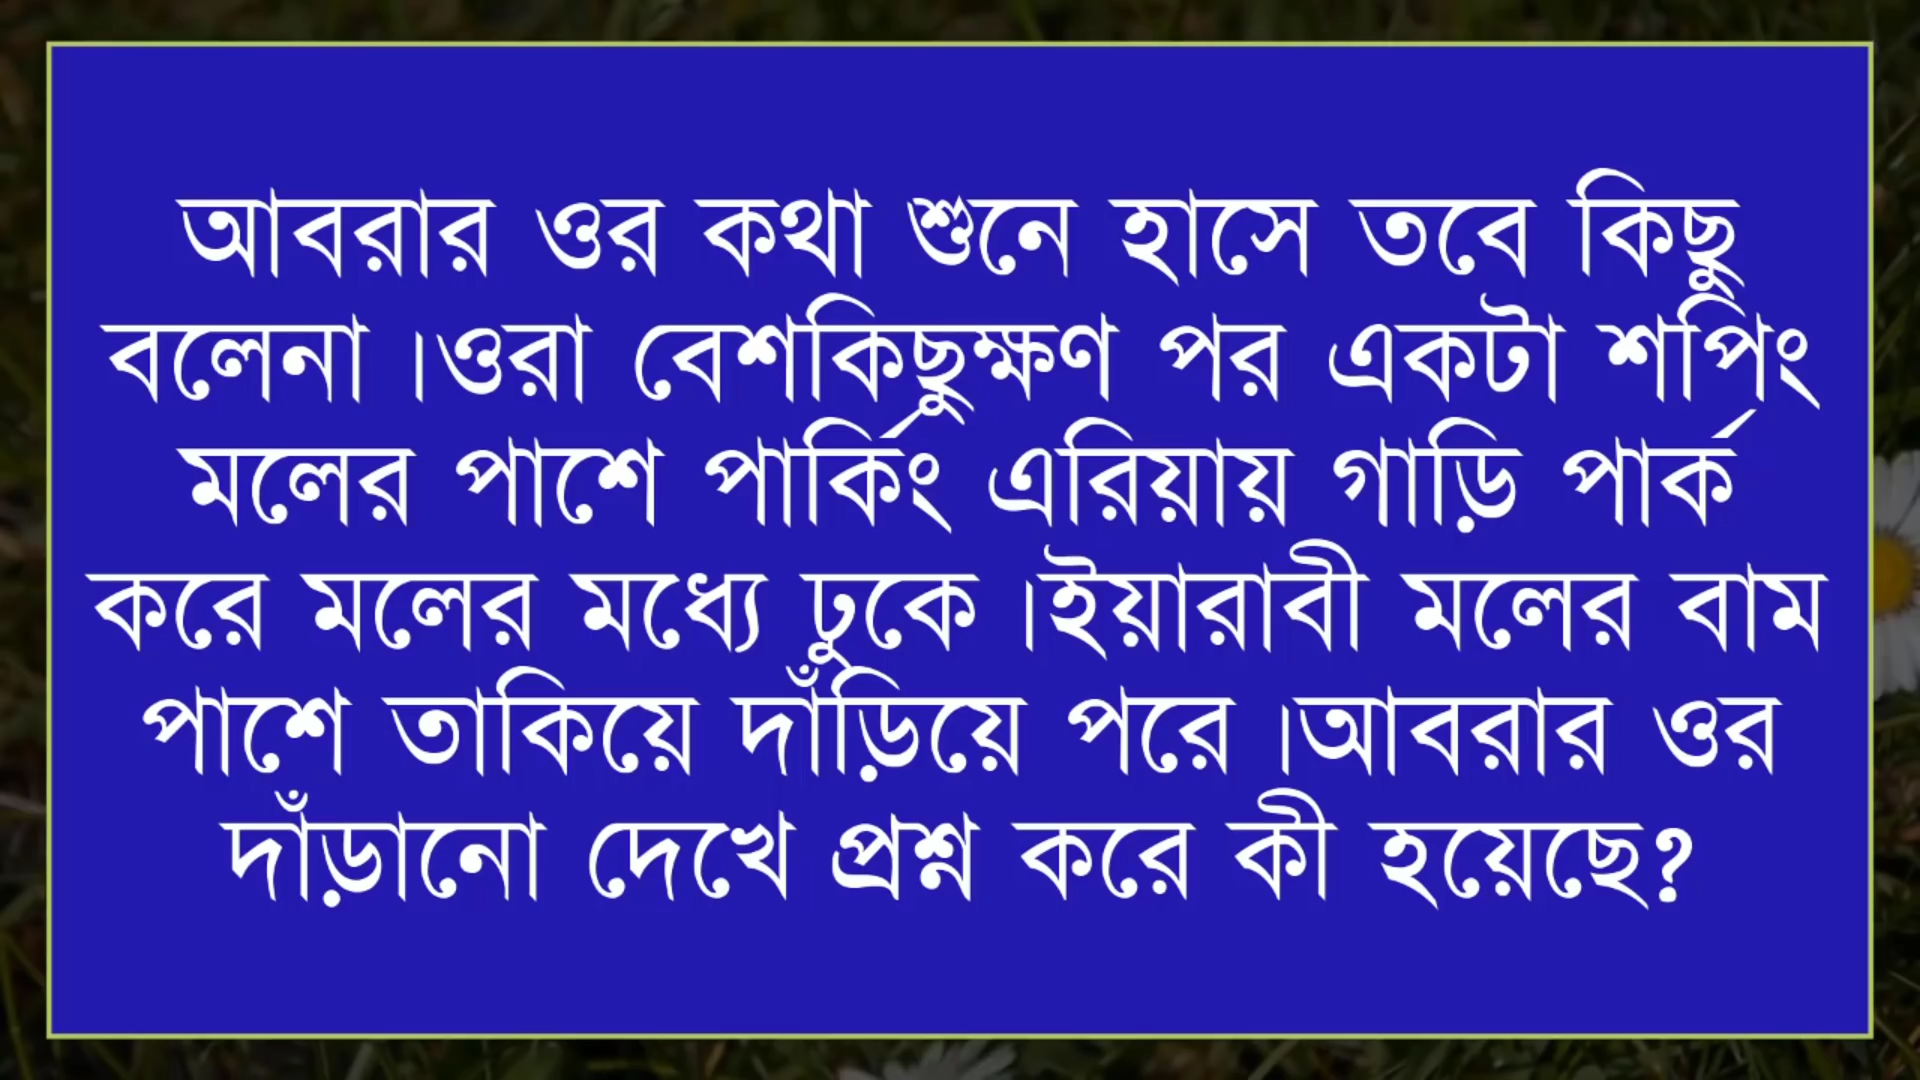 আবরার ওর কথা শুনে হাসে তবে কিছু
বলেনা ।ওরা বেশকিছুক্ষণ পর একটা শপিং
মলের পাশে পার্কিং এরিয়ায় গাড়ি পার্ক
করে মলের মধ্যে ঢুকে ।ইয়ারাবী মলের বাম
পাশে তাকিয়ে দাঁড়িয়ে পরে ।আবরার ওর
দাঁড়ানো দেখে প্রশ্ন করে কী হয়েছে?